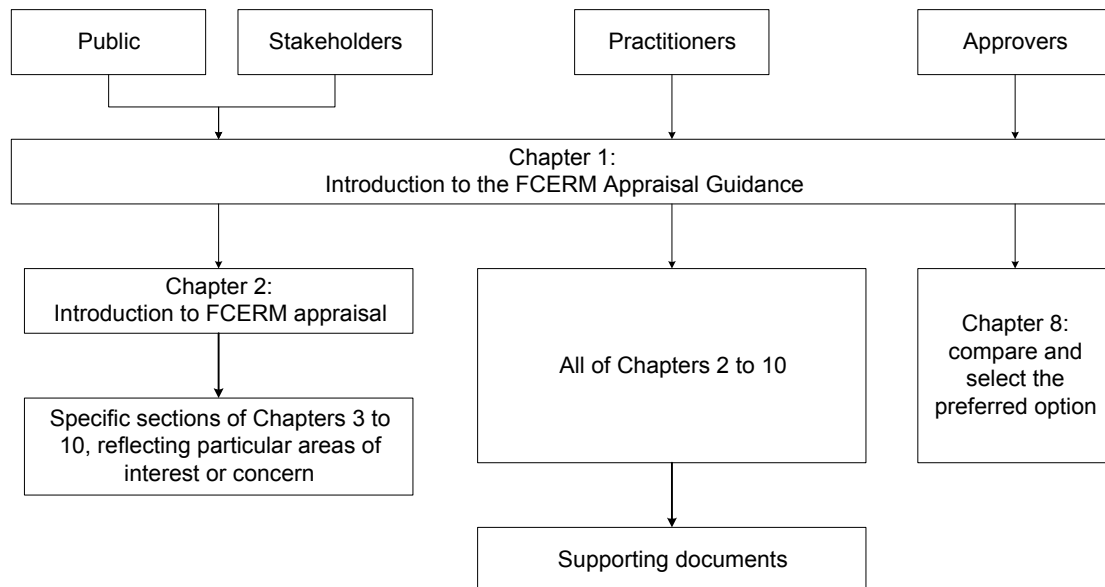 Public
Stakeholders
Practitioners
Approvers
Chapter 1:
Introduction to the FCERM Appraisal Guidance
Chapter 2:
Introduction to FCERM appraisal
Specific sections of Chapters 3 to
10, reflecting particular areas of
interest or concern
All of Chapters 2 to 10
Supporting documents
Chapter 8:
compare and
select the
preferred option